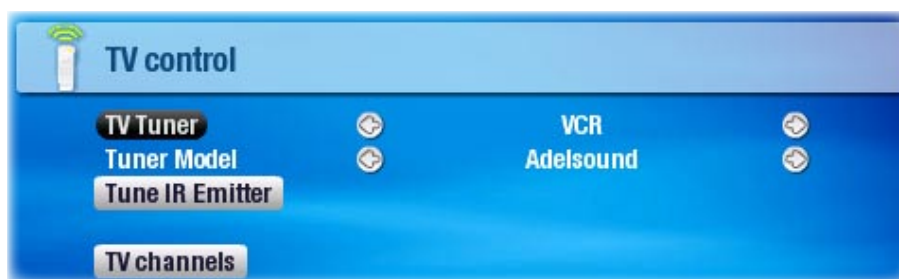 TV control
TV Tuner VCR
Tuner Model Adelsound
Tune IR Emitter
TV channels